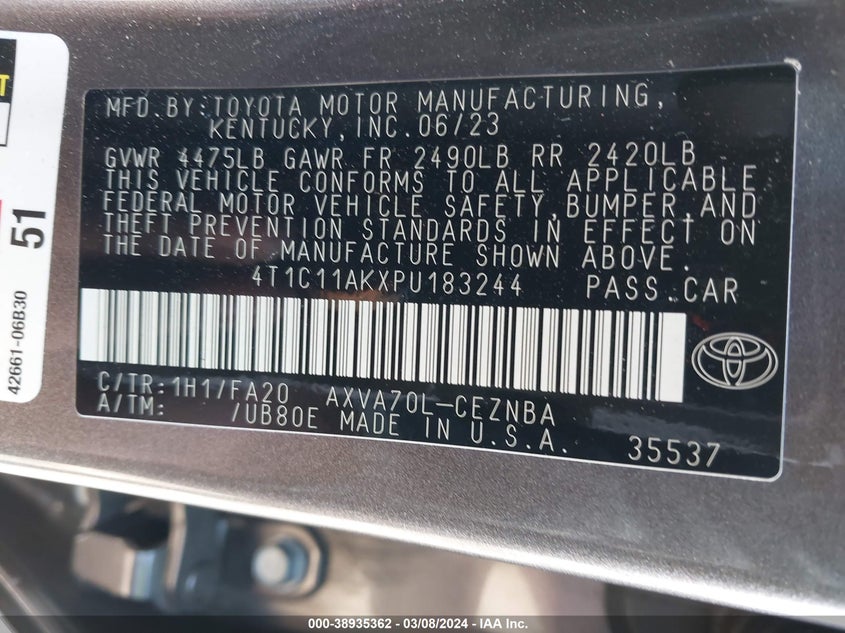 MFD.BY:TOYOTA MOTOR MANUFACTURING,
KENTUCKY,INC.06/23
GVWR 4475LB GAWR FR 2490LB RR 2420LB
THIS VEHICLE CONFORMS TO ALL APPLICABLE
FEDERAL MOTOR VEHICLE SAFETY,BUMPER,AND
THEFT PREVENTION STANDARDS IN EFFECT ON
THE DATE OF MANUFACTURE SHOWN ABOVE.
4T1C11AKXPU183244 PASS.CAR
C/TR:1H1/FA20 AXVA70L-CEZNBA
A/TM: /UB80E MADE IN U.S.A.
35537
51
42661-06B30
000-38935362 - 03/08/2024 - IAA Inc.